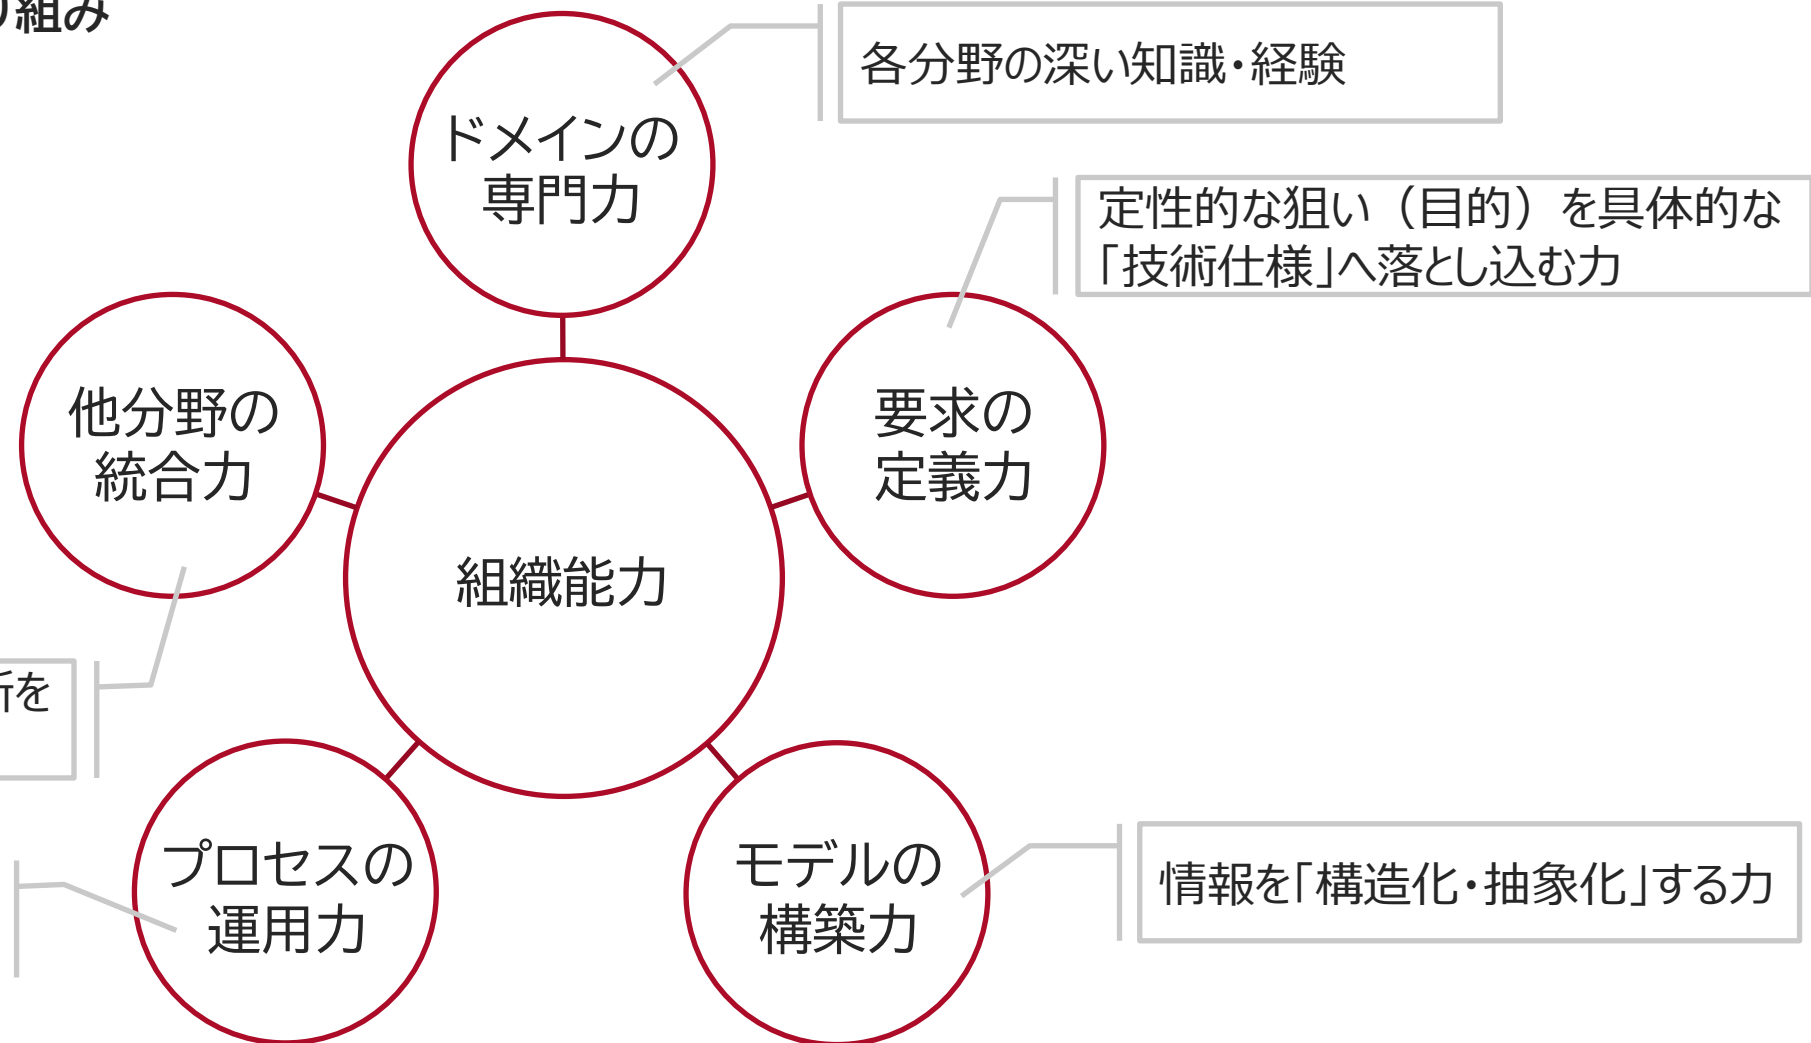 り組み
各分野の深い知識・経験
ドメインの
専門力
定性的な狙い（目的）を具体的な
「技術仕様」へ落とし込む力
他分野の
統合力
要求の
定義力
組織能力
を
プロセスの
運用力
モデルの
構築力
情報を「構造化・抽象化」する力